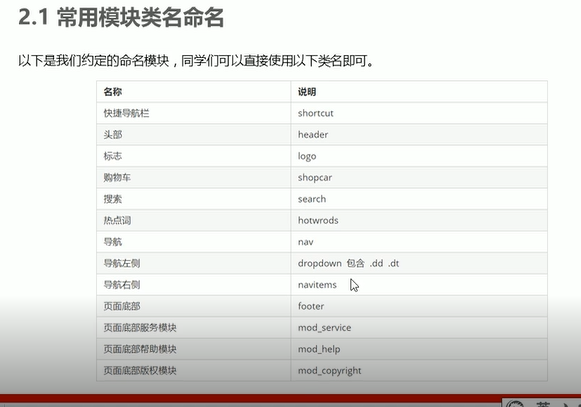 2.1 常用模块类名命名
以下是我们约定的命名模块，同学们可以直接使用以下类名即可。
名称 说明
快捷导航栏 shortcut
头部 header
标志 logo
购物车 shopcar
搜索 search
热点词 hotwrods
导航 nav
导航左侧 dropdown 包含 .dd .dt
导航右侧 navitems
页面底部 footer
页面底部服务模块 mod_service
页面底部帮助模块 mod_help
页面底部版权模块 mod_copyright
英